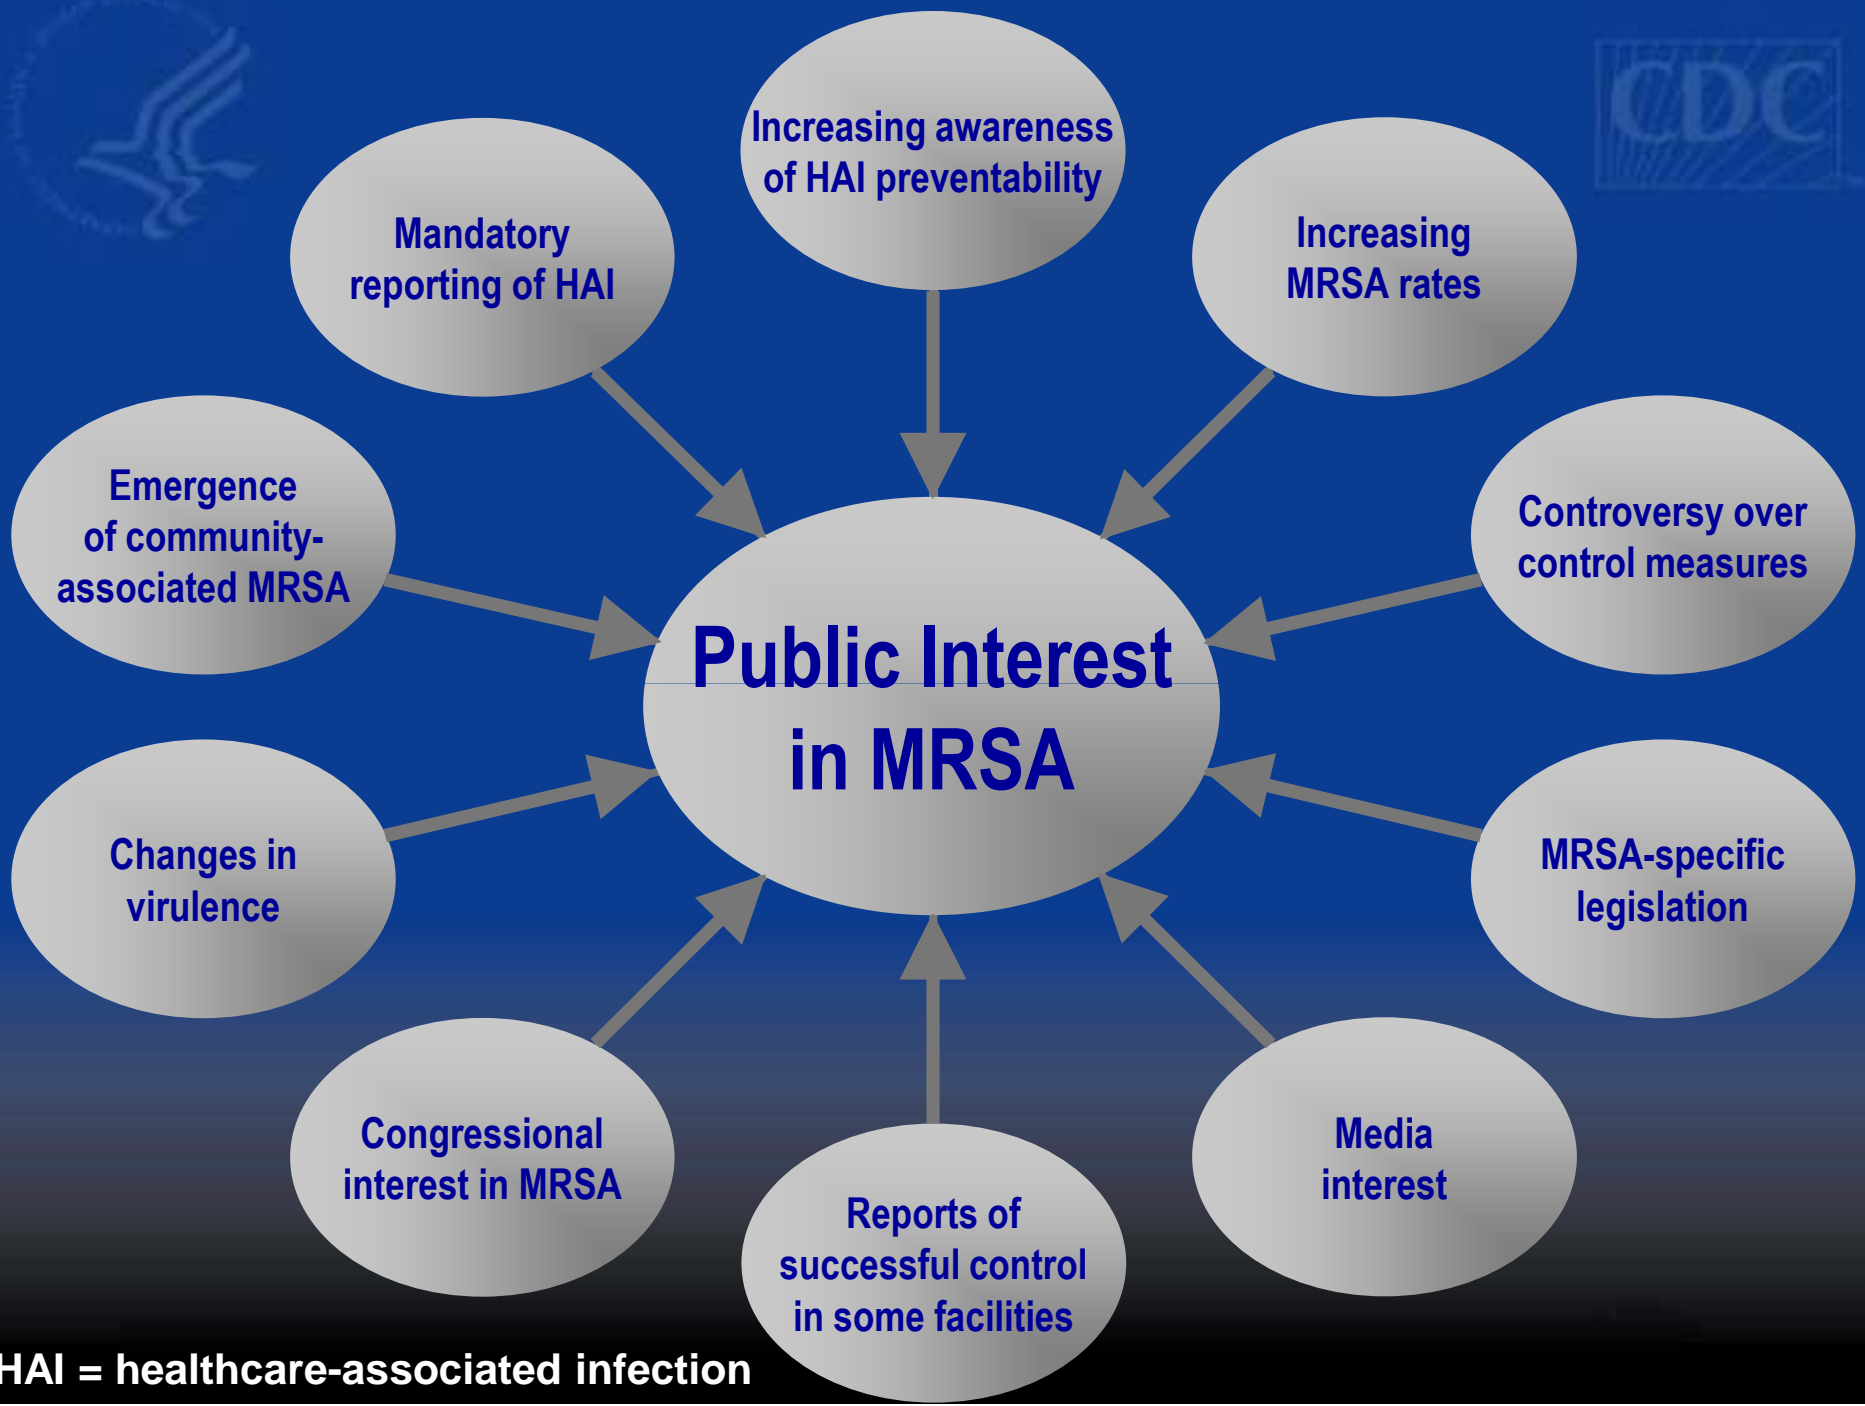 CDC
Increasing awareness
of HAI preventability
Mandatory
reporting of HAI
Increasing
MRSA rates
Emergence
of community-
associated MRSA
Controversy over
control measures
Public Interest
in MRSA
Changes in
virulence
MRSA-specific
legislation
Congressional
interest in MRSA
Media
interest
Reports of
successful control
in some facilities
HAI = healthcare-associated infection